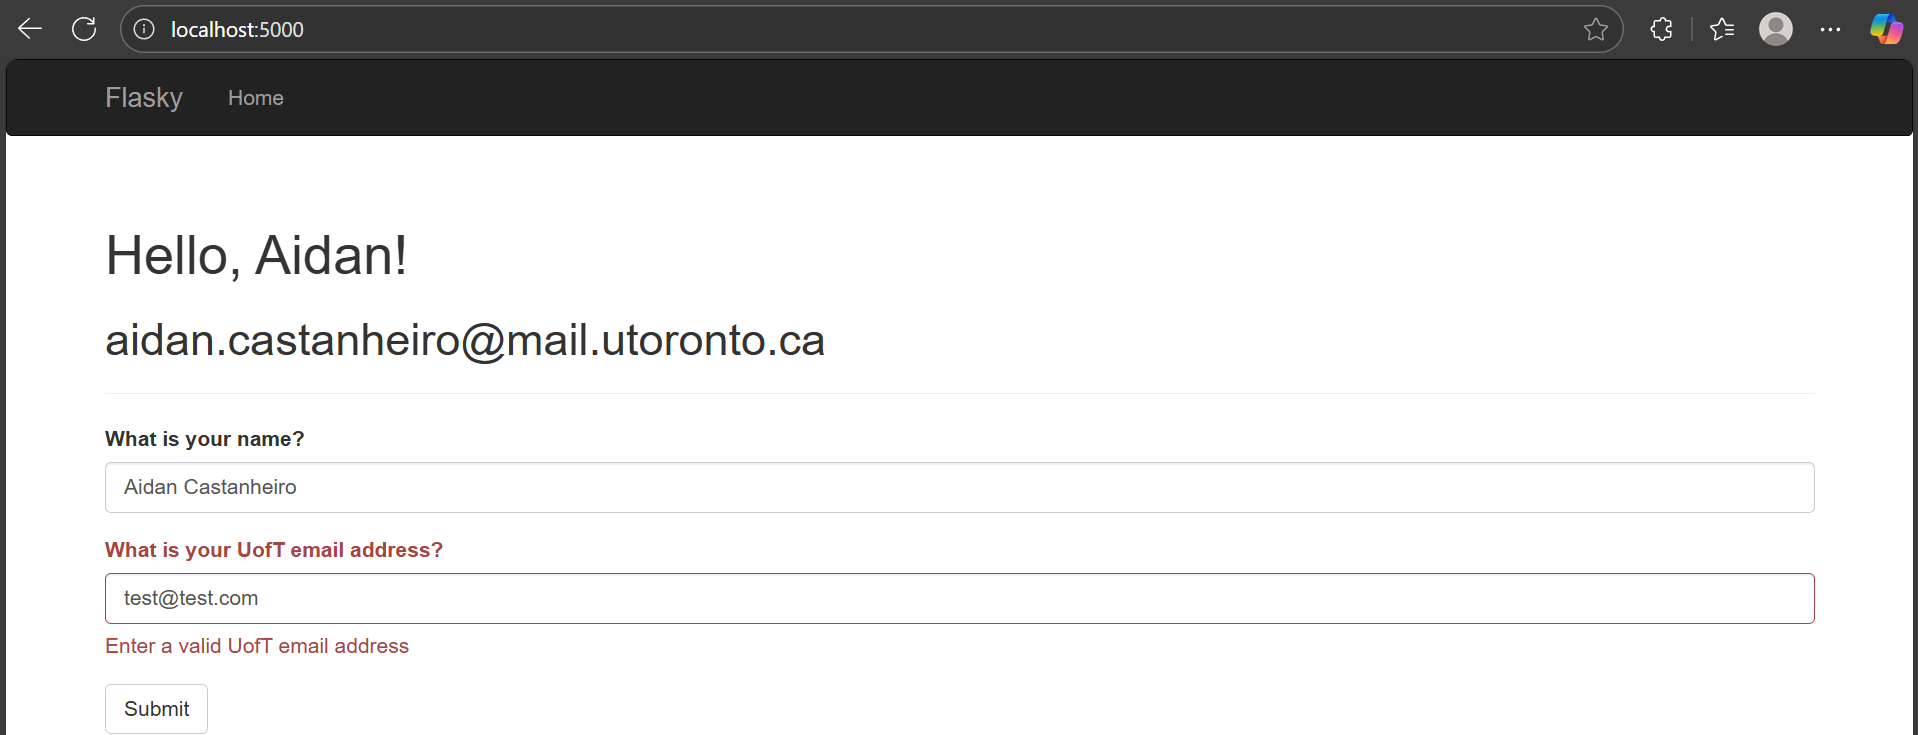 localhost:5000
Flasky Home
Hello, Aidan!
aidan.castanheiro@mail.utoronto.ca
What is your name?
Aidan Castanheiro
What is your UofT email address?
test@test.com
Enter a valid UofT email address
Submit